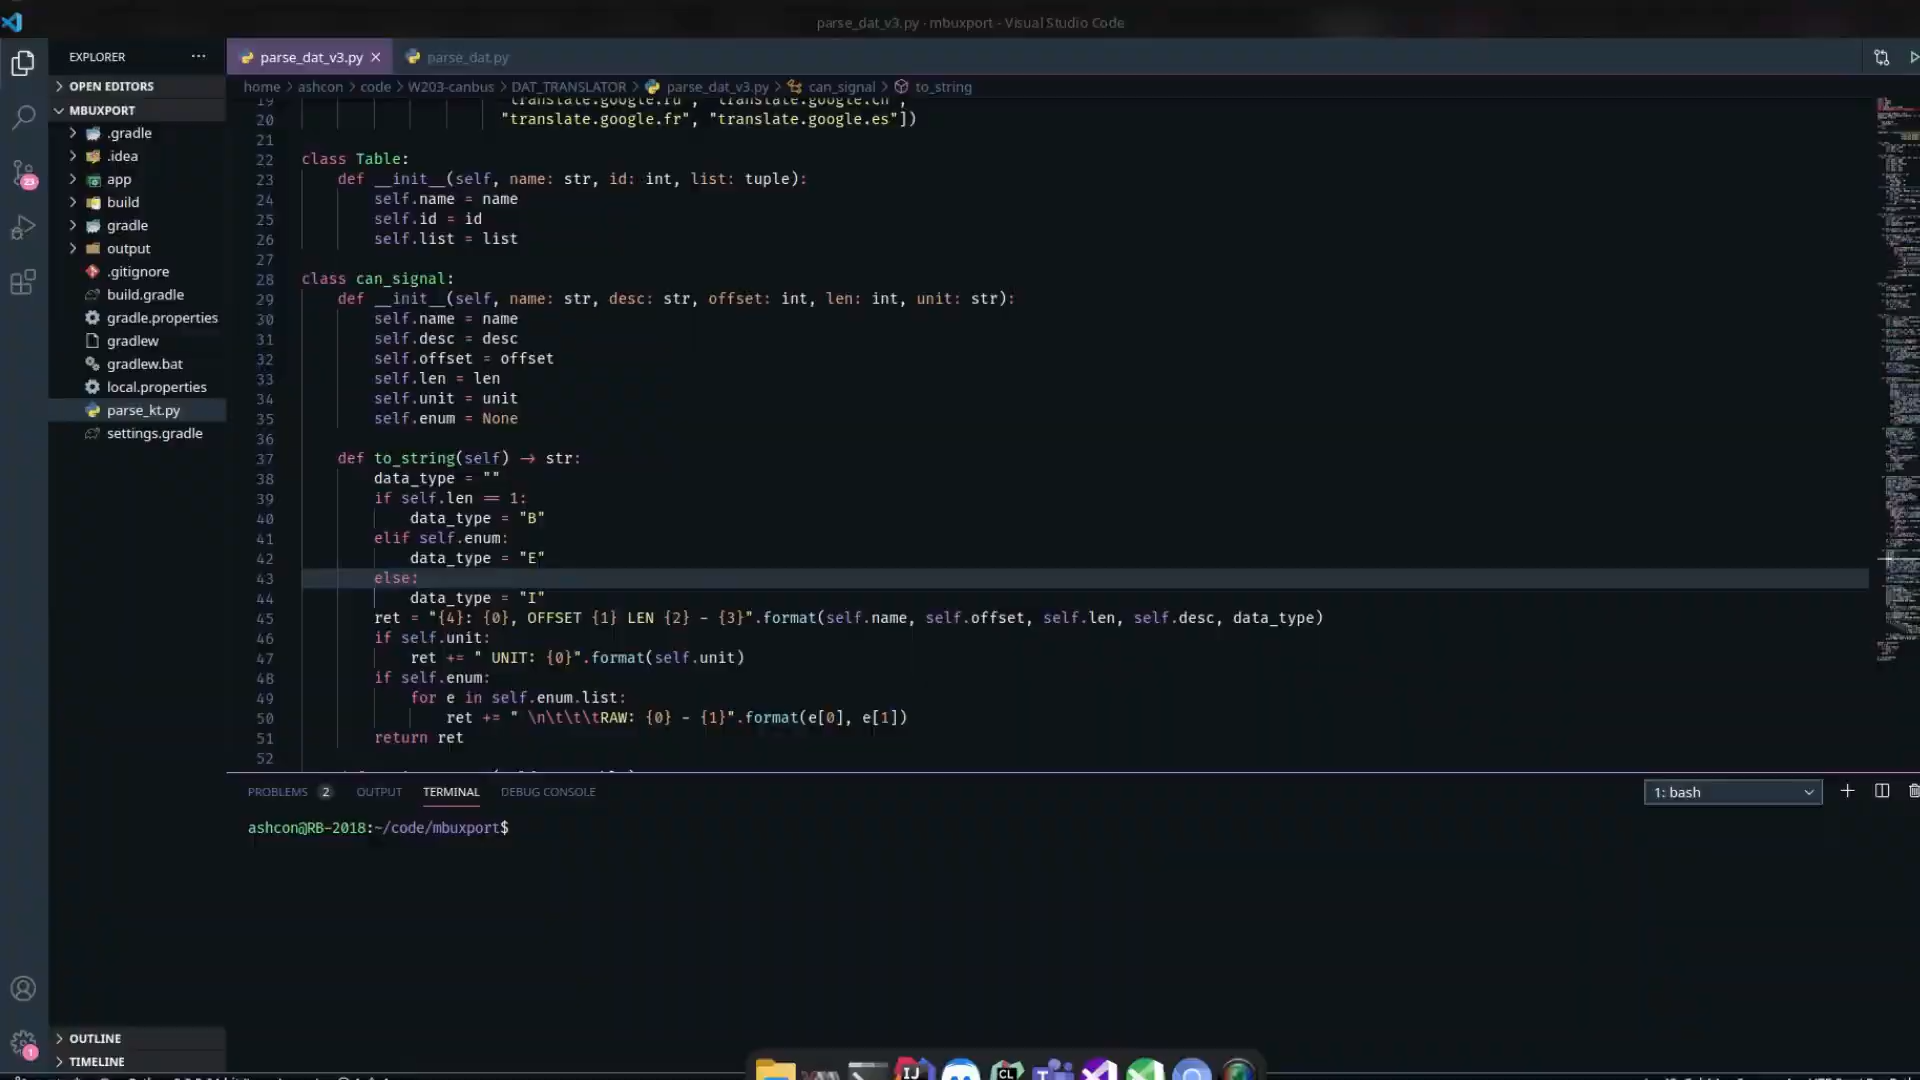 parse_dat_v3.py - mbuxport - Visual Studio Code
EXPLORER ···
OPEN EDITORS
MBUXPORT
.gradle
.idea
app
build
gradle
output
.gitignore
build.gradle
gradle.properties
gradlew
gradlew.bat
local.properties
parse_kt.py
settings.gradle
OUTLINE
TIMELINE
23
1
parse_dat_v3.py
parse_dat.py
home > ashcon > code > W203-canbus > DAT_TRANSLATOR > parse_dat_v3.py > can_signal > to_string
19 "translate.google.ru", "translate.google.cn",
20 "translate.google.fr", "translate.google.es"])
21
22 class Table:
23 def __init__(self, name: str, id: int, list: tuple):
24 self.name = name
25 self.id = id
26 self.list = list
27
28 class can_signal:
29 def __init__(self, name: str, desc: str, offset: int, len: int, unit: str):
30 self.name = name
31 self.desc = desc
32 self.offset = offset
33 self.len = len
34 self.unit = unit
35 self.enum = None
36
37 def to_string(self) → str:
38 data_type = ""
39 if self.len == 1:
40 data_type = "B"
41 elif self.enum:
42 data_type = "E"
43 else:
44 data_type = "I"
45 ret = "{4}: {0}, OFFSET {1} LEN {2} - {3}".format(self.name, self.offset, self.len, self.desc, data_type)
46 if self.unit:
47 ret += " UNIT: {0}".format(self.unit)
48 if self.enum:
49 for e in self.enum.list:
50 ret += " \n\t\t\tRAW: {0} - {1}".format(e[0], e[1])
51 return ret
52
PROBLEMS 2 OUTPUT TERMINAL DEBUG CONSOLE
1: bash
ashcon@RB-2018:~/code/mbuxport$
IJ
CL